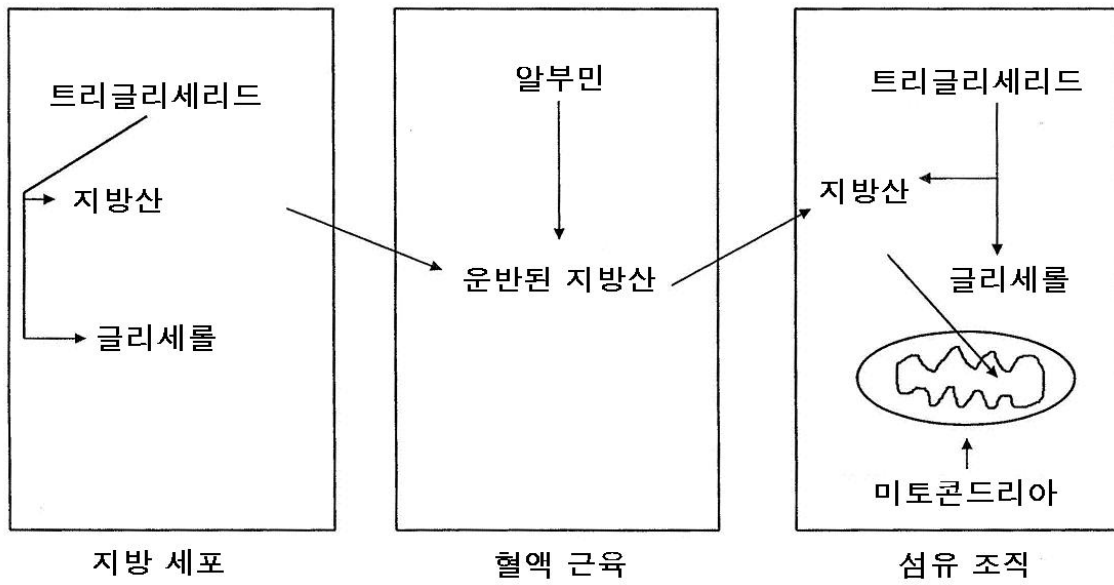 트리글리세리드
지방산
글리세롤
지방 세포
알부민
운반된 지방산
혈액 근육
트리글리세리드
지방산
글리세롤
미토콘드리아
섬유 조직